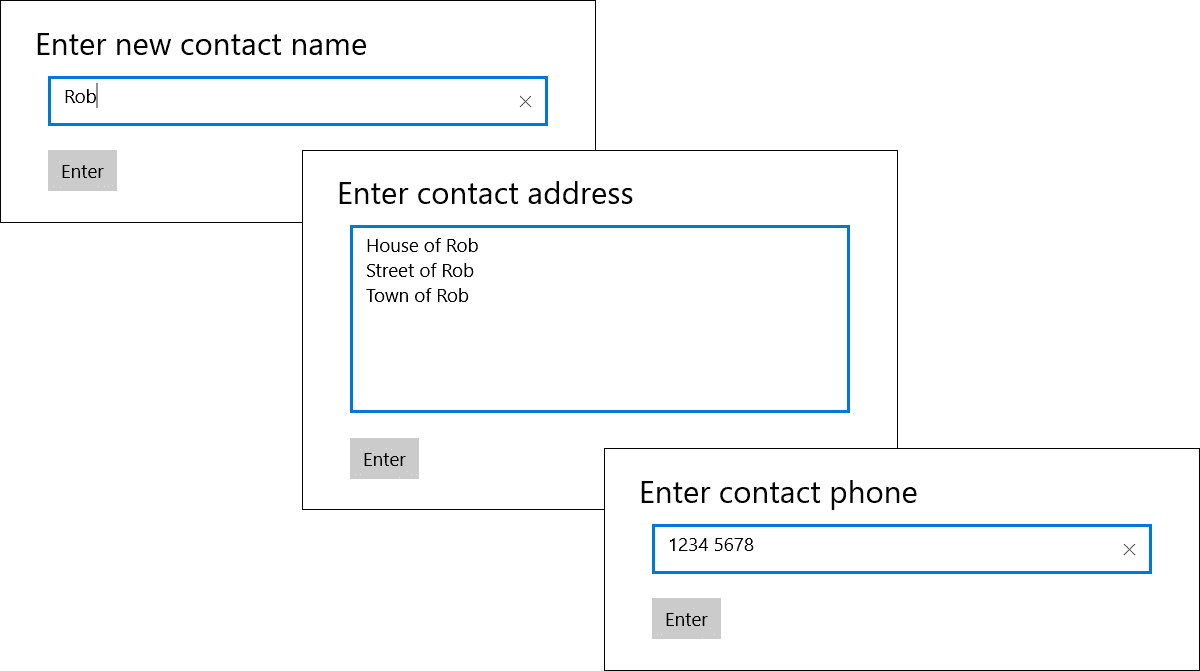 Enter new contact name
Rob
Enter
Enter contact address
House of Rob
Street of Rob
Town of Rob
Enter
Enter contact phone
1234 5678
Enter